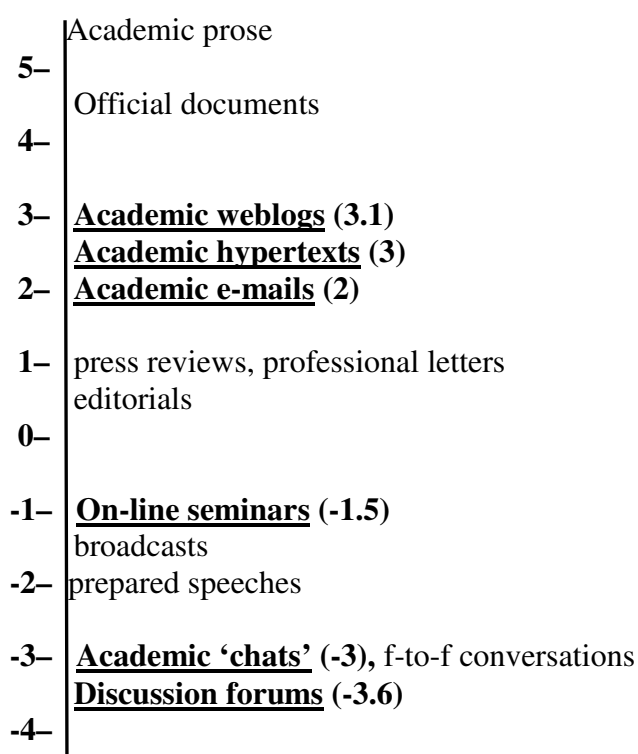 Academic prose
5–
Official documents
4–
3– Academic weblogs (3.1)
Academic hypertexts (3)
2– Academic e-mails (2)
1– press reviews, professional letters
editorials
0–
-1– On-line seminars (-1.5)
broadcasts
-2– prepared speeches
-3– Academic ‘chats’ (-3), f-to-f conversations
Discussion forums (-3.6)
-4–